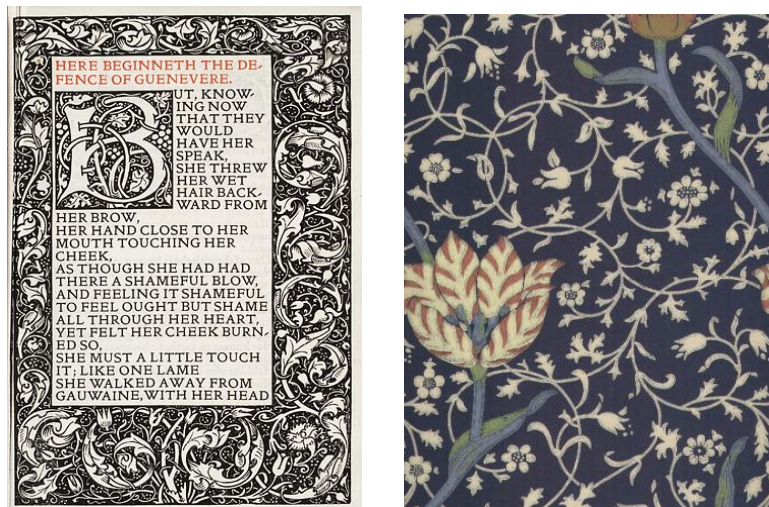 HERE BEGINNETH THE DE-
FENCE OF GUENEVERE.
BUT, KNOW-
ING NOW
THAT THEY
WOULD
HAVE HER
SPEAK,
SHE THREW
HER WET
HAIR BACK-
WARD FROM
HER BROW,
HER HAND CLOSE TO HER
MOUTH TOUCHING HER
CHEEK,
AS THOUGH SHE HAD HAD
THERE A SHAMEFUL BLOW,
AND FEELING IT SHAMEFUL
TO FEEL OUGHT BUT SHAME
ALL THROUGH HER HEART,
YET FELT HER CHEEK BURN-
ED SO,
SHE MUST A LITTLE TOUCH
IT; LIKE ONE LAME
SHE WALKED AWAY FROM
GAUWAINE, WITH HER HEAD